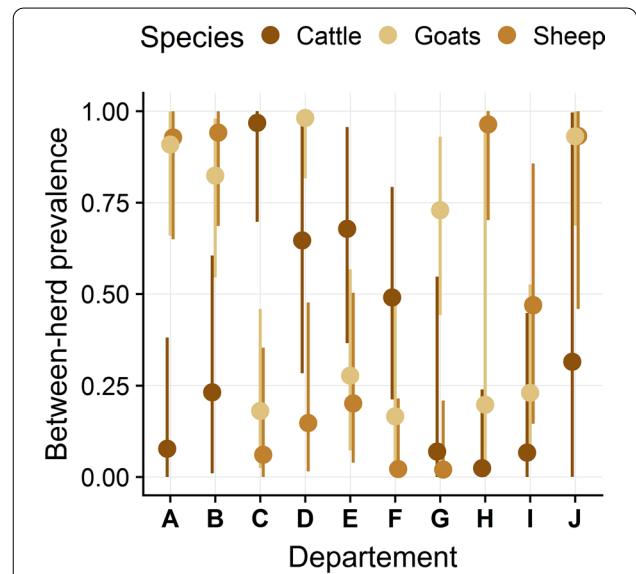 Species Cattle Goats Sheep
1.00
0.75
0.50
0.25
0.00
Between-herd prevalence
A B C D E F G H I J
Departement